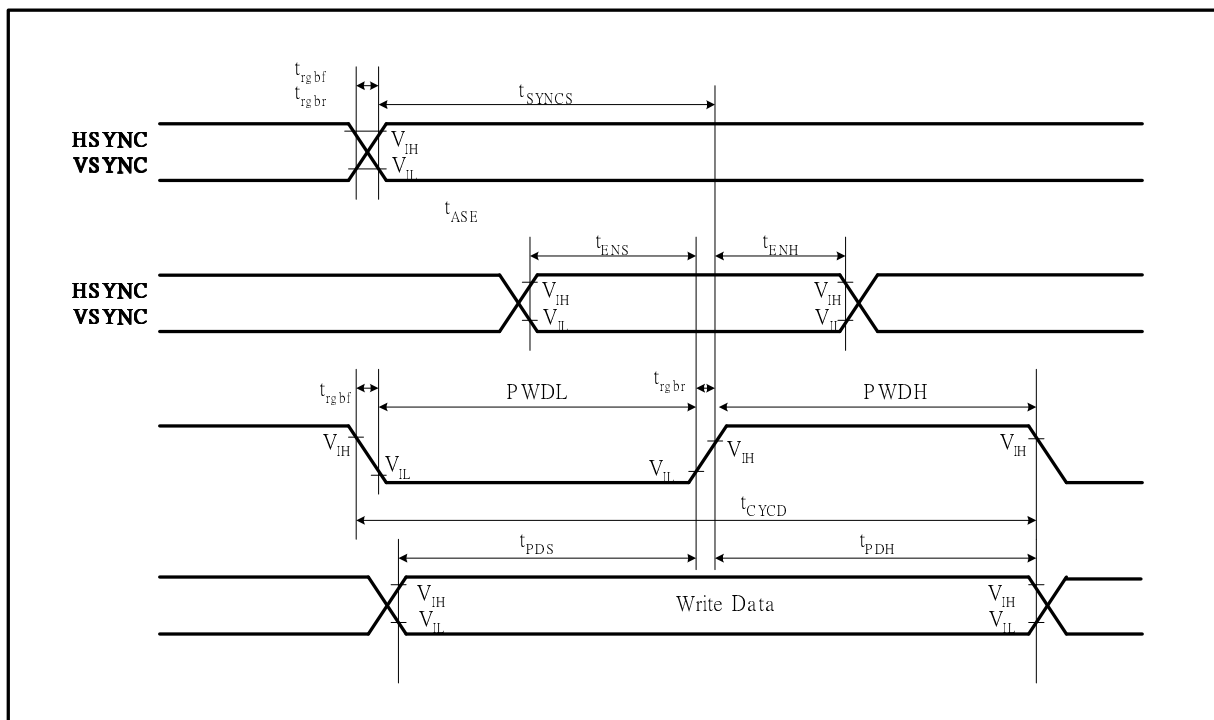 trgbf
trgbr
tSYNCS
HSYNC
VSYNC
VIH
VIL
tASE
tENS
tENH
HSYNC
VSYNC
VIH
VIL
VIH
VIL
trgbf
PWDL
trgbr
PWDH
VIH
VIL
VIL
VIH
VIH
tCYCD
tPDS
tPDH
VIH
VIL
Write Data
VIH
VIL